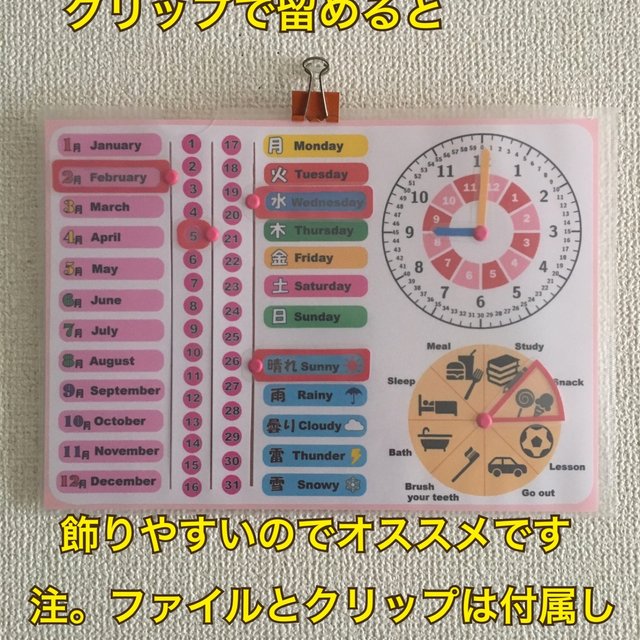 クリップで留めると
1月 January
2月 February
3月 March
4月 April
5月 May
6月 June
7月 July
8月 August
9月 September
10月 October
11月 November
12月 December
1
2
3
4
5
6
7
8
9
10
11
12
13
14
15
16
17
18
19
20
21
22
23
24
25
26
27
28
29
30
31
月 Monday
火 Tuesday
水 Wednesday
木 Thursday
金 Friday
土 Saturday
日 Sunday
晴れ Sunny
雨 Rainy
曇り Cloudy
雷 Thunder
雪 Snowy
1
2
3
4
5
6
7
8
9
10
11
Meal
Study
Snack
Lesson
Go out
Brush
your teeth
Bath
Sleep
飾りやすいのでオススメです
注。ファイルとクリップは付属し